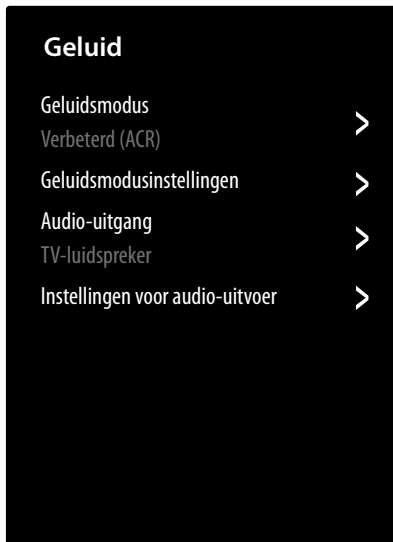 Geluid
Geluidsmodus
Verbeterd (ACR)
Geluidsmodusinstellingen
Audio-uitgang
TV-luidspreker
Instellingen voor audio-uitvoer